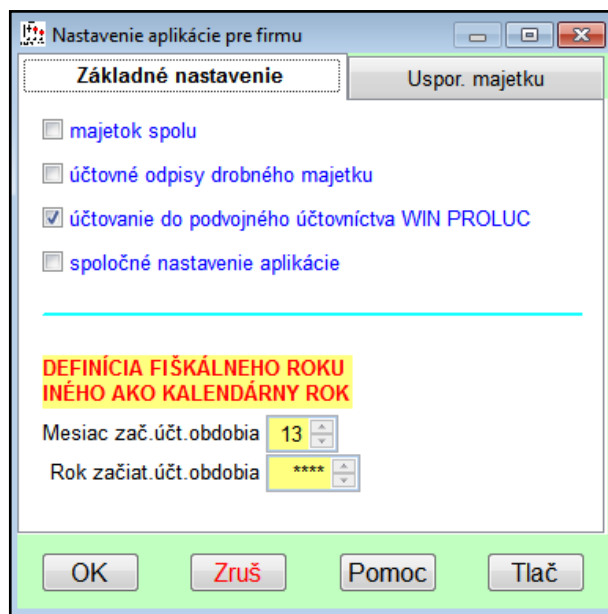 Nastavenie aplikácie pre firmu
Základné nastavenie
Uspor. majetku
majetok spolu
účtovné odpisy drobného majetku
účtovanie do podvojného účtovníctva WIN PROLUC
spoločné nastavenie aplikácie
DEFINÍCIA FIŠKÁLNEHO ROKU
INÉHO AKO KALENDÁRNY ROK
Mesiac zač.účt.obdobia 13
Rok začiat.účt.obdobia ****
OK Zruš Pomoc Tlač